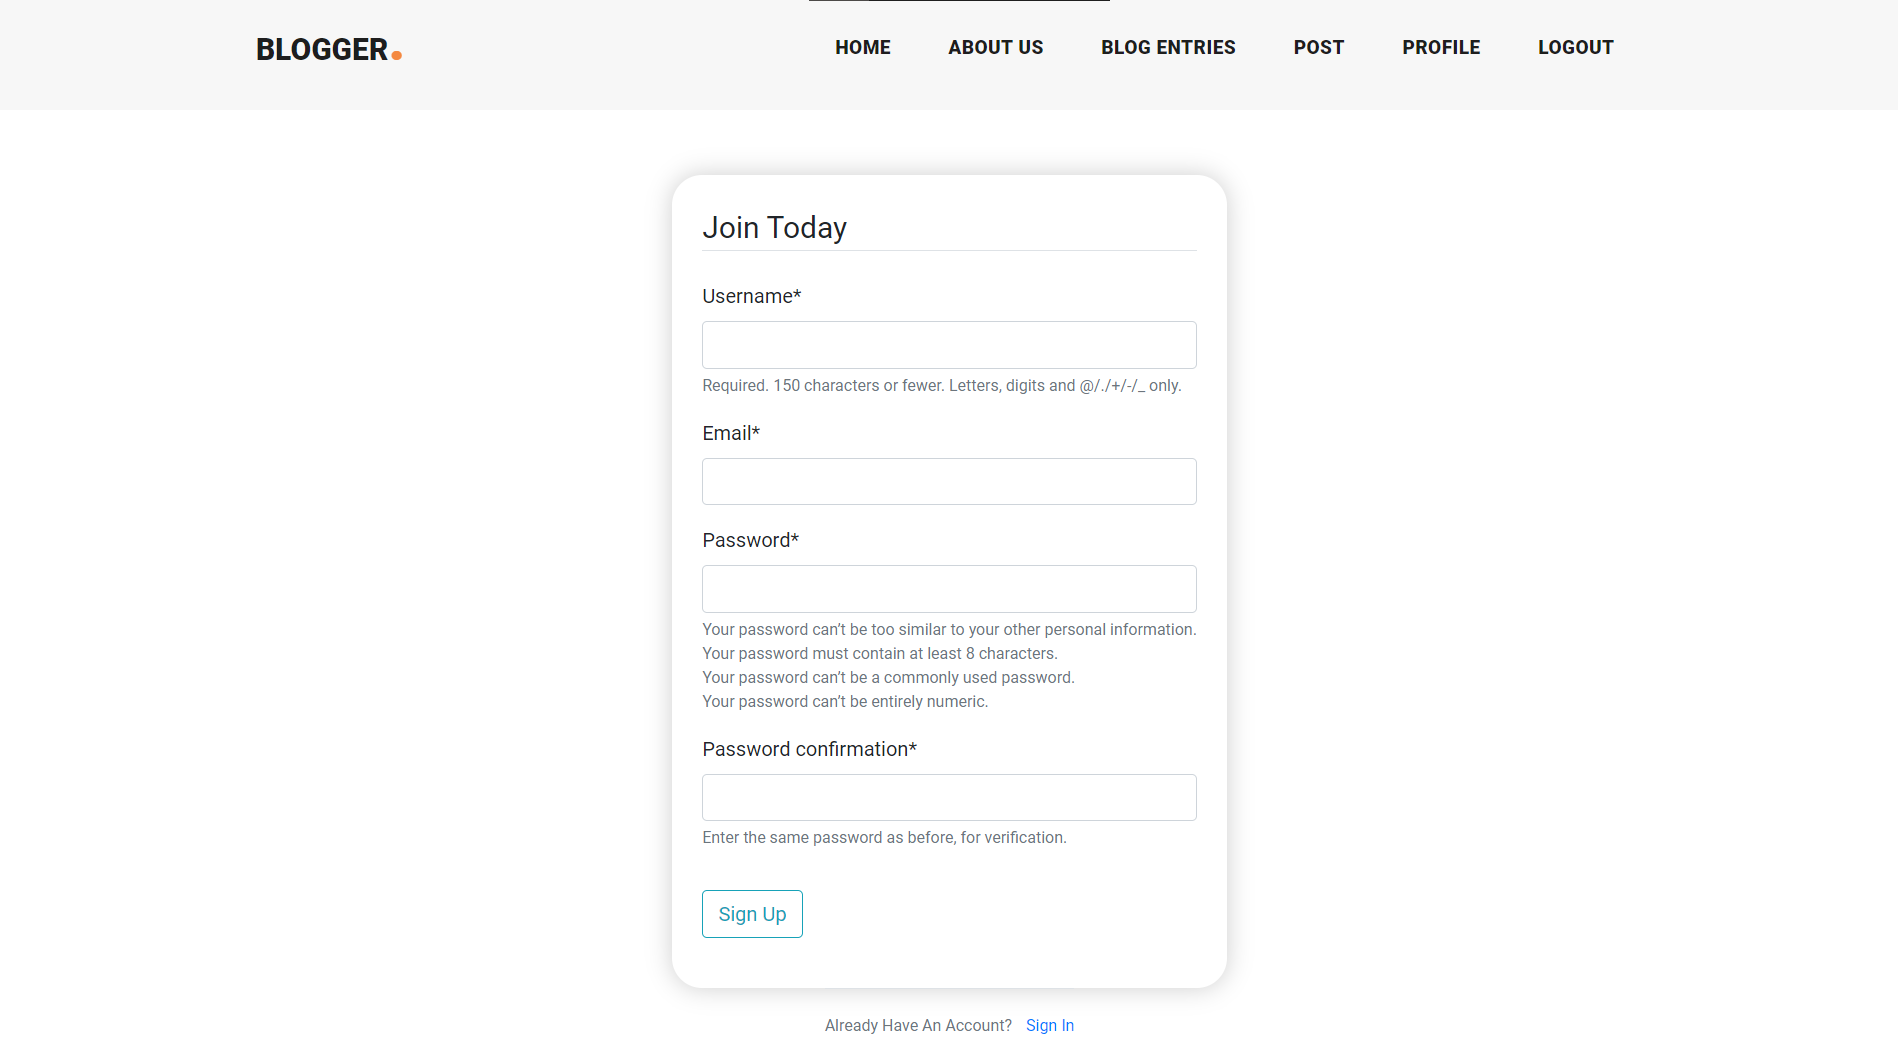 BLOGGER.
HOME ABOUT US BLOG ENTRIES POST PROFILE LOGOUT
Join Today
Username*
Required. 150 characters or fewer. Letters, digits and @/./+/-/_ only.
Email*
Password*
Your password can’t be too similar to your other personal information.
Your password must contain at least 8 characters.
Your password can’t be a commonly used password.
Your password can’t be entirely numeric.
Password confirmation*
Enter the same password as before, for verification.
Sign Up
Already Have An Account? Sign In